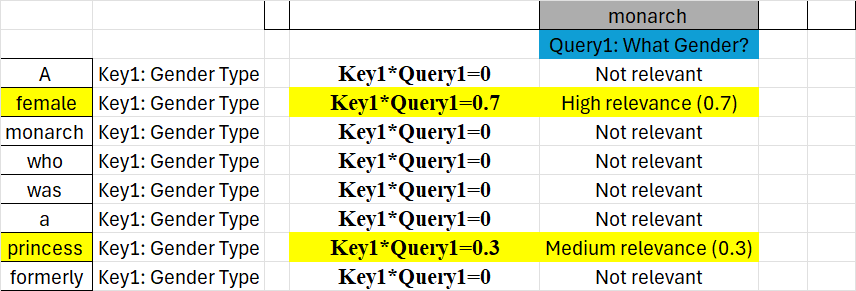 monarch
Query1: What Gender?
A Key1: Gender Type Key1*Query1=0 Not relevant
female Key1: Gender Type Key1*Query1=0.7 High relevance (0.7)
monarch Key1: Gender Type Key1*Query1=0 Not relevant
who Key1: Gender Type Key1*Query1=0 Not relevant
was Key1: Gender Type Key1*Query1=0 Not relevant
a Key1: Gender Type Key1*Query1=0 Not relevant
princess Key1: Gender Type Key1*Query1=0.3 Medium relevance (0.3)
formerly Key1: Gender Type Key1*Query1=0 Not relevant